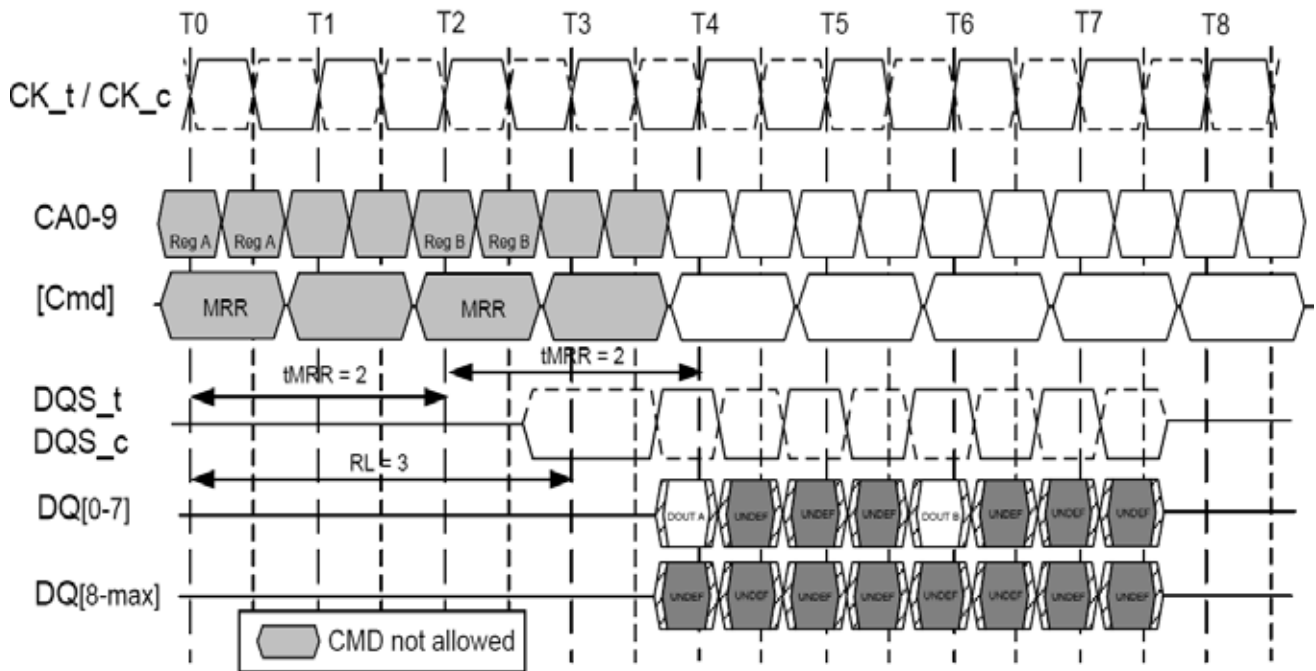 T0 T1 T2 T3 T4 T5 T6 T7 T8
CK_t / CK_c
CA0-9
Reg A Reg A Reg B Reg B
[Cmd]
MRR MRR
tMRR = 2
tMRR = 2
DQS_t
DQS_c
RL = 3
DQ[0-7]
DOUT A UNDEF UNDEF UNDEF DOUT B UNDEF UNDEF UNDEF
DQ[8-max]
UNDEF UNDEF UNDEF UNDEF UNDEF UNDEF UNDEF UNDEF
CMD not allowed